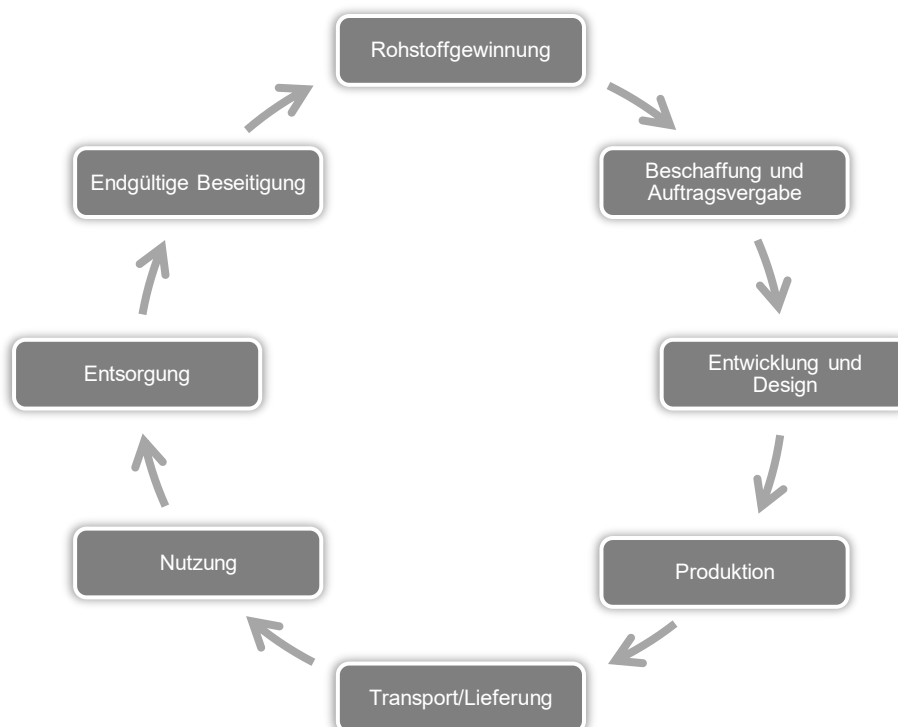 Rohstoffgewinnung
Beschaffung und
Auftragsvergabe
Entwicklung und
Design
Produktion
Transport/Lieferung
Nutzung
Entsorgung
Endgültige Beseitigung